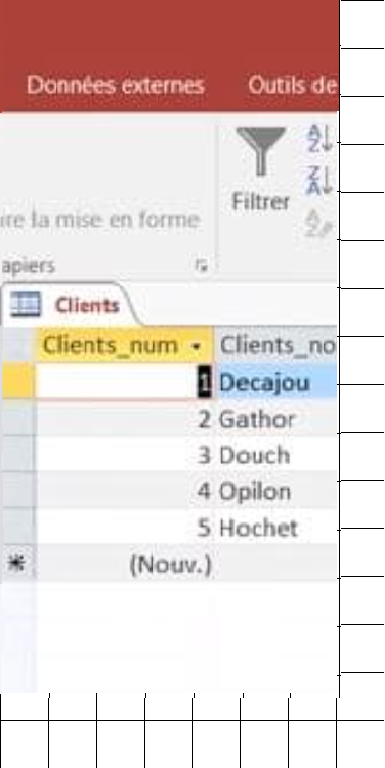 Données externes Outils de
Filtrer
ire la mise en forme
apiers
Clients
Clients_num Clients_no
1 Decajou
2 Gathor
3 Douch
4 Opilon
5 Hochet
* (Nouv.)